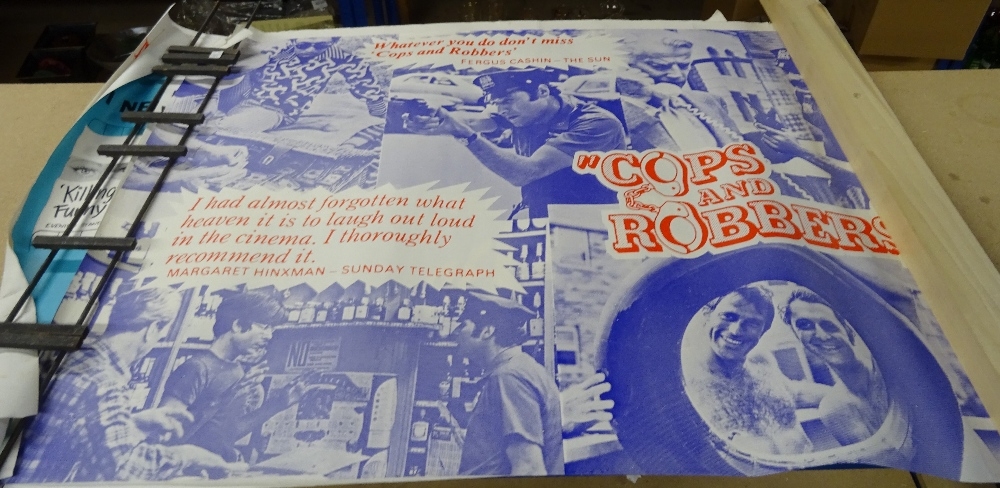 Whatever you do don't miss
'Cops and Robbers'
FERGUS CASHIN – THE SUN
"COPS
AND
ROBBERS
I had almost forgotten what
heaven it is to laugh out loud
in the cinema. I thoroughly
recommend it.
MARGARET HINXMAN – SUNDAY TELEGRAPH
NE
'Killing
Funny
NO